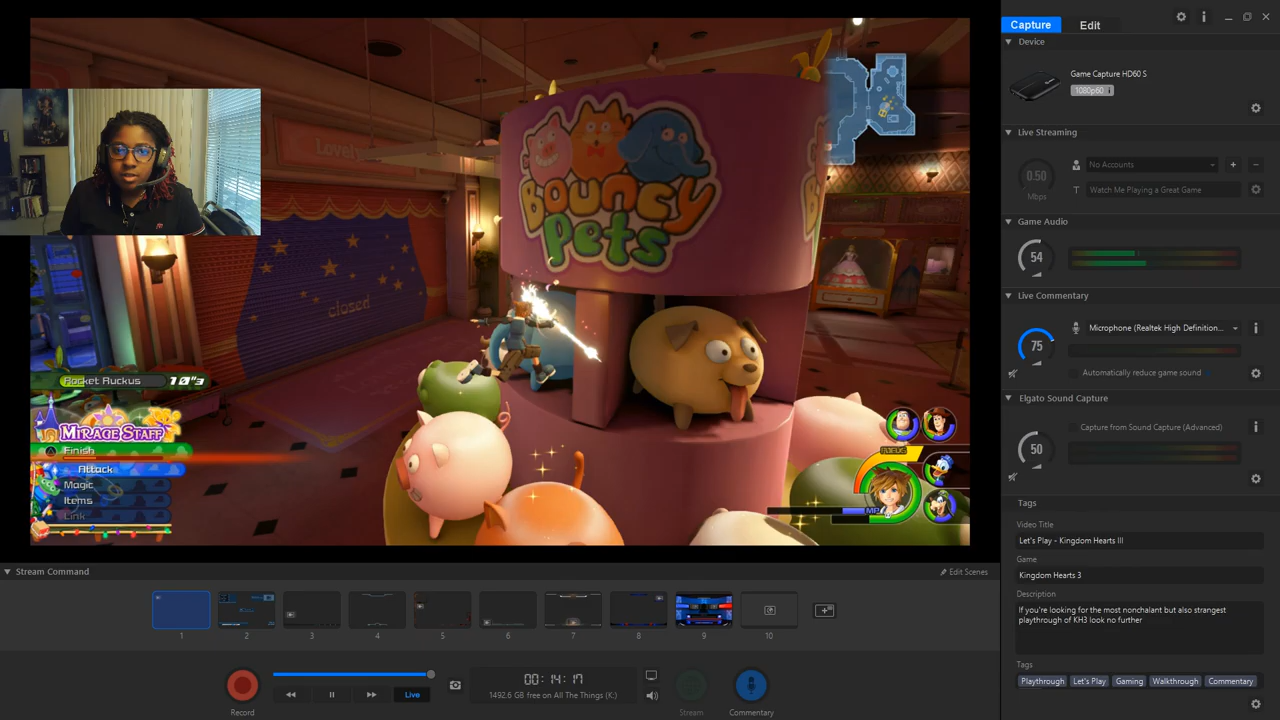 Capture
Edit
Device
Game Capture HD60 S
1080p60
Live Streaming
0.50
Mbps
No Accounts
T
Watch Me Playing a Great Game
Game Audio
54
Live Commentary
75
Microphone (Realtek High Definition...
Automatically reduce game sound
Elgato Sound Capture
50
Capture from Sound Capture (Advanced)
Tags
Video Title
Let's Play - Kingdom Hearts III
Game
Kingdom Hearts 3
Description
If you're looking for the most nonchalant but also strangest
playthrough of KH3 look no further
Tags
Playthrough Let's Play Gaming Walkthrough Commentary
Lovely
Bouncy
Pets
closed
Rocket Ruckus 10"3
Mirage Staff
Finish
Attack
Magic
Items
Link
MP
Stream Command
Edit Scenes
1 2 3 4 5 6 7 8 9 10
Record
Live
00:14:17
1492.6 GB free on All The Things (K:)
Stream
Commentary